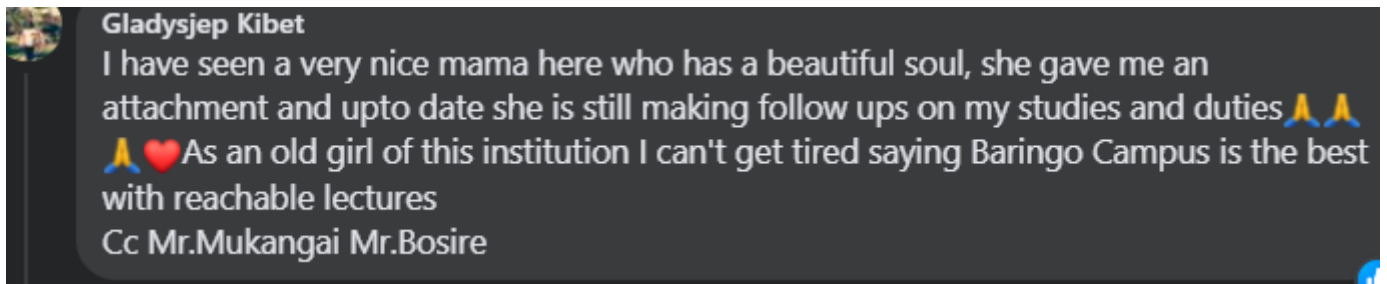 Gladysjep Kibet
I have seen a very nice mama here who has a beautiful soul, she gave me an
attachment and upto date she is still making follow ups on my studies and duties🙏🙏
🙏❤️As an old girl of this institution I can't get tired saying Baringo Campus is the best
with reachable lectures
Cc Mr.Mukangai Mr.Bosire